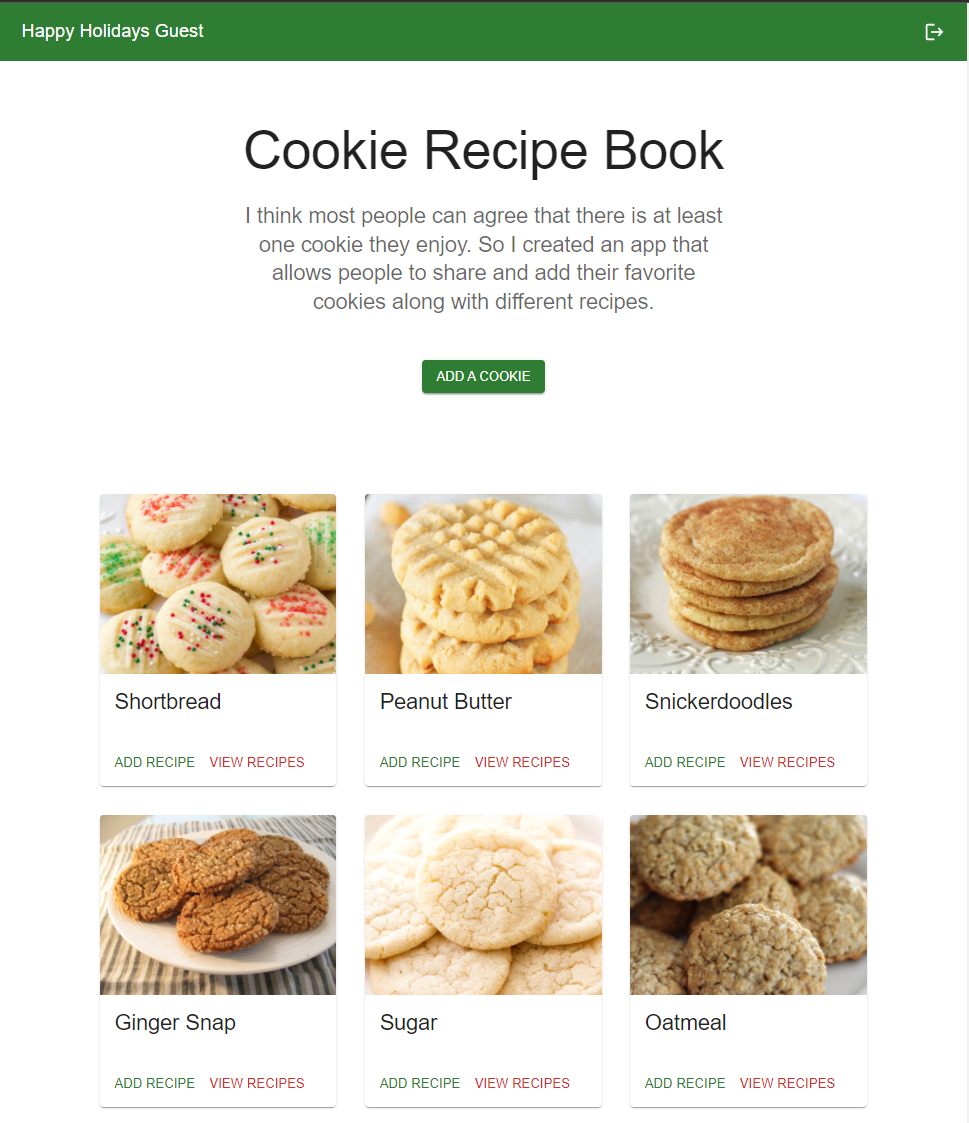 Happy Holidays Guest
Cookie Recipe Book
I think most people can agree that there is at least
one cookie they enjoy. So I created an app that
allows people to share and add their favorite
cookies along with different recipes.
ADD A COOKIE
Shortbread
ADD RECIPE VIEW RECIPES
Peanut Butter
ADD RECIPE VIEW RECIPES
Snickerdoodles
ADD RECIPE VIEW RECIPES
Ginger Snap
ADD RECIPE VIEW RECIPES
Sugar
ADD RECIPE VIEW RECIPES
Oatmeal
ADD RECIPE VIEW RECIPES